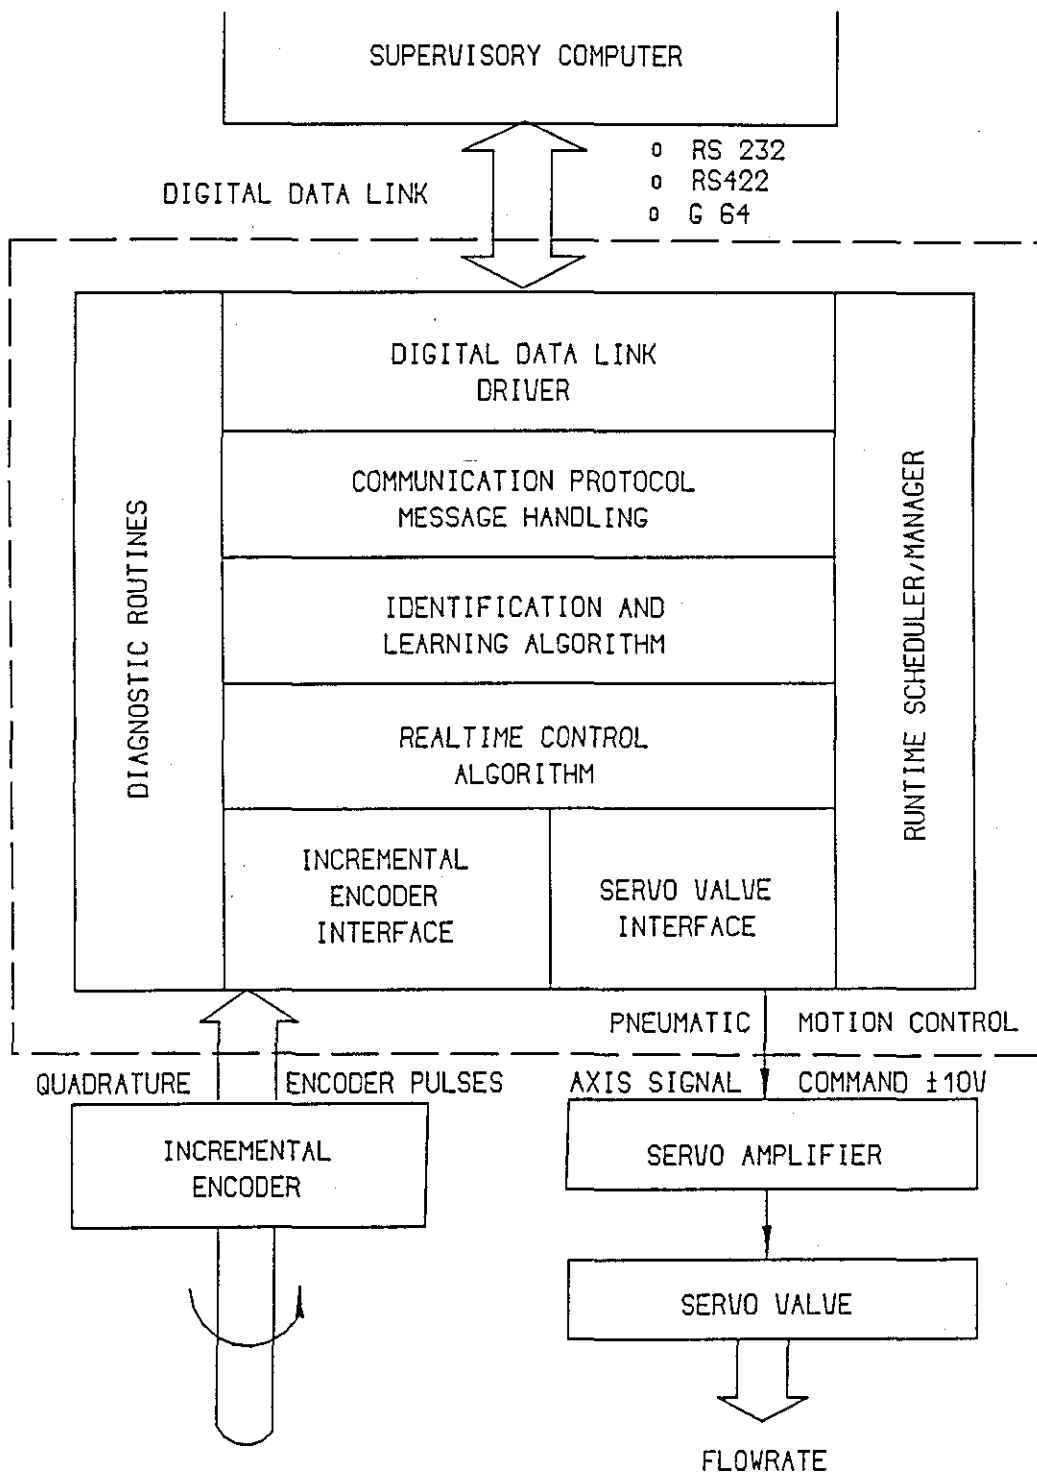 SUPERVISORY COMPUTER
DIGITAL DATA LINK
o RS 232
o RS422
o G 64
DIGITAL DATA LINK
DRIVER
COMMUNICATION PROTOCOL
MESSAGE HANDLING
IDENTIFICATION AND
LEARNING ALGORITHM
REALTIME CONTROL
ALGORITHM
DIAGNOSTIC ROUTINES
RUNTIME SCHEDULER/MANAGER
INCREMENTAL
ENCODER
INTERFACE
SERVO VALVE
INTERFACE
PNEUMATIC MOTION CONTROL
QUADRATURE ENCODER PULSES
AXIS SIGNAL COMMAND ±10V
INCREMENTAL
ENCODER
SERVO AMPLIFIER
SERVO VALVE
FLOWRATE